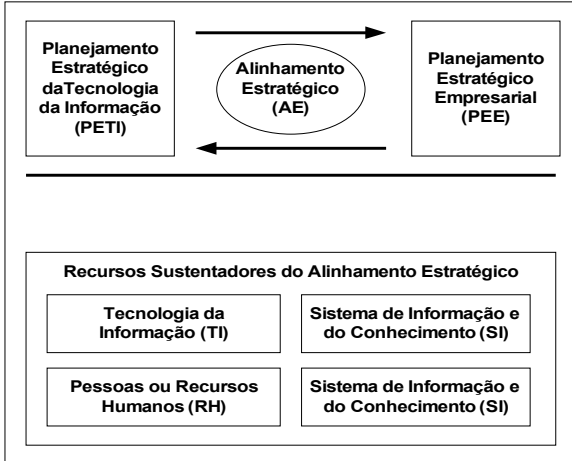 Planejamento
Estratégico
daTecnologia
da Informação
(PETI)
Alinhamento
Estratégico
(AE)
Planejamento
Estratégico
Empresarial
(PEE)
Recursos Sustentadores do Alinhamento Estratégico
Tecnologia da
Informação (TI)
Sistema de Informação e
do Conhecimento (SI)
Pessoas ou Recursos
Humanos (RH)
Sistema de Informação e
do Conhecimento (SI)